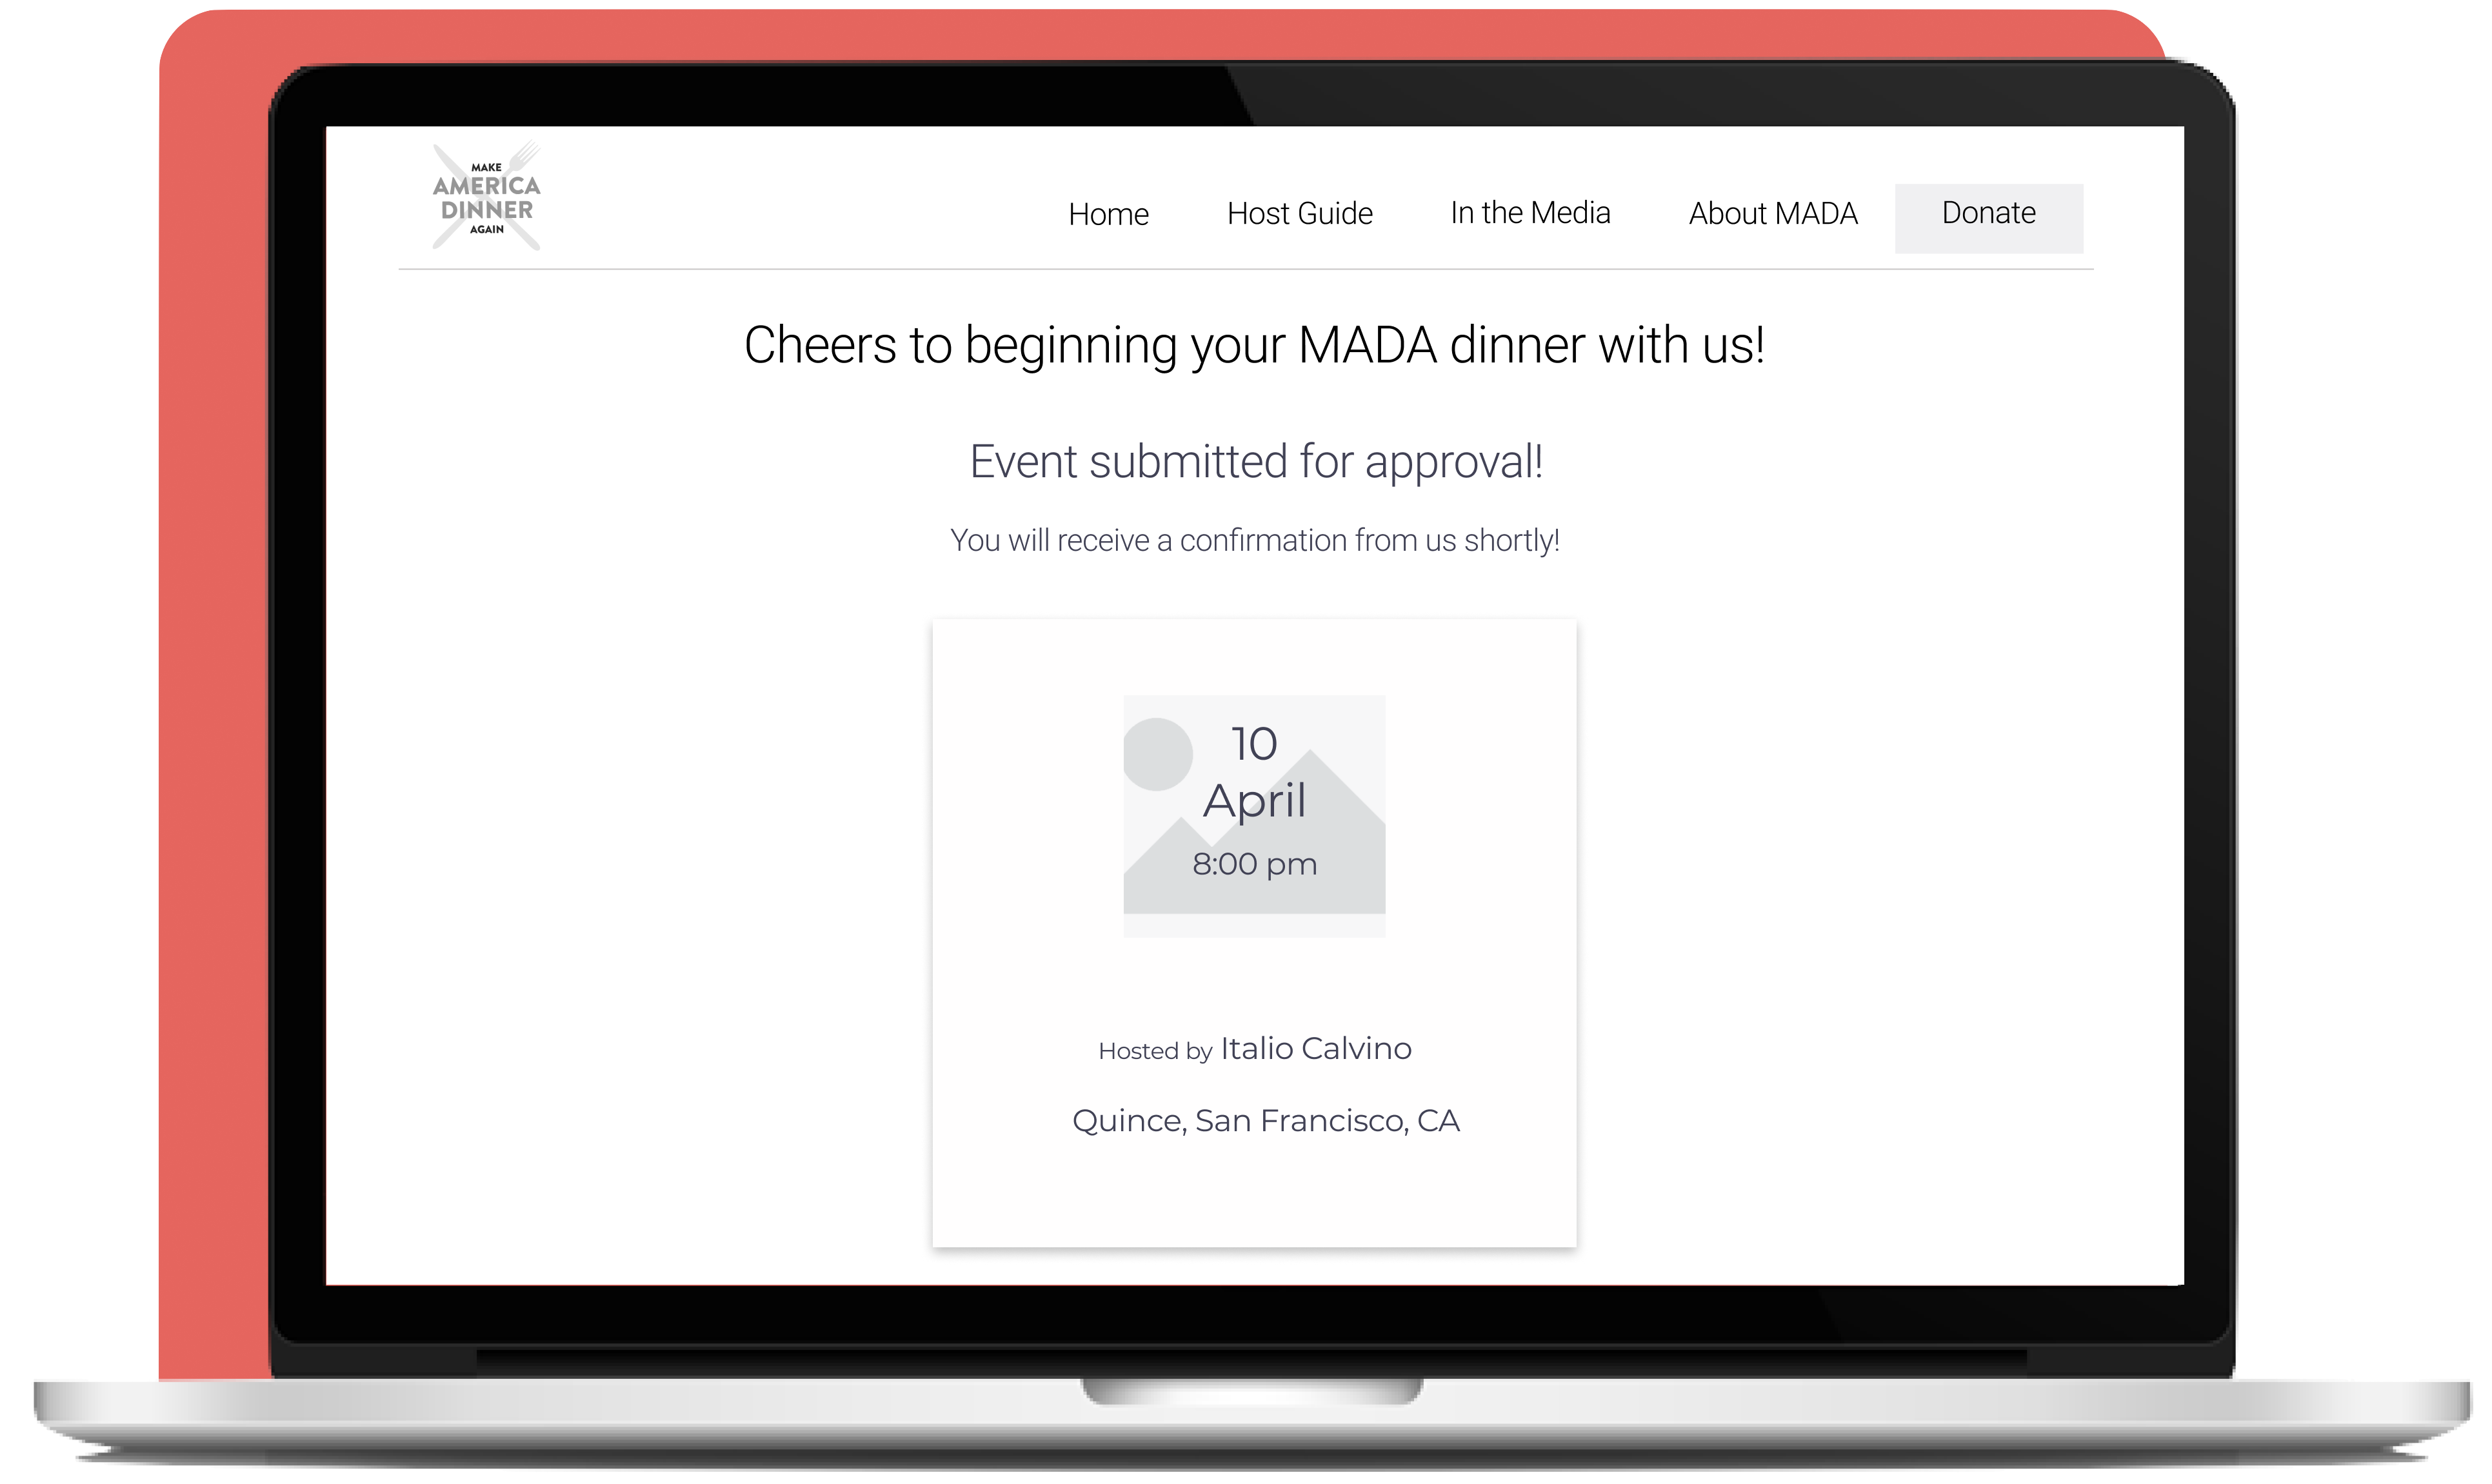 MAKE
AMERICA
DINNER
AGAIN
Home Host Guide In the Media About MADA Donate
Cheers to beginning your MADA dinner with us!
Event submitted for approval!
You will receive a confirmation from us shortly!
10
April
8:00 pm
Hosted by Italio Calvino
Quince, San Francisco, CA